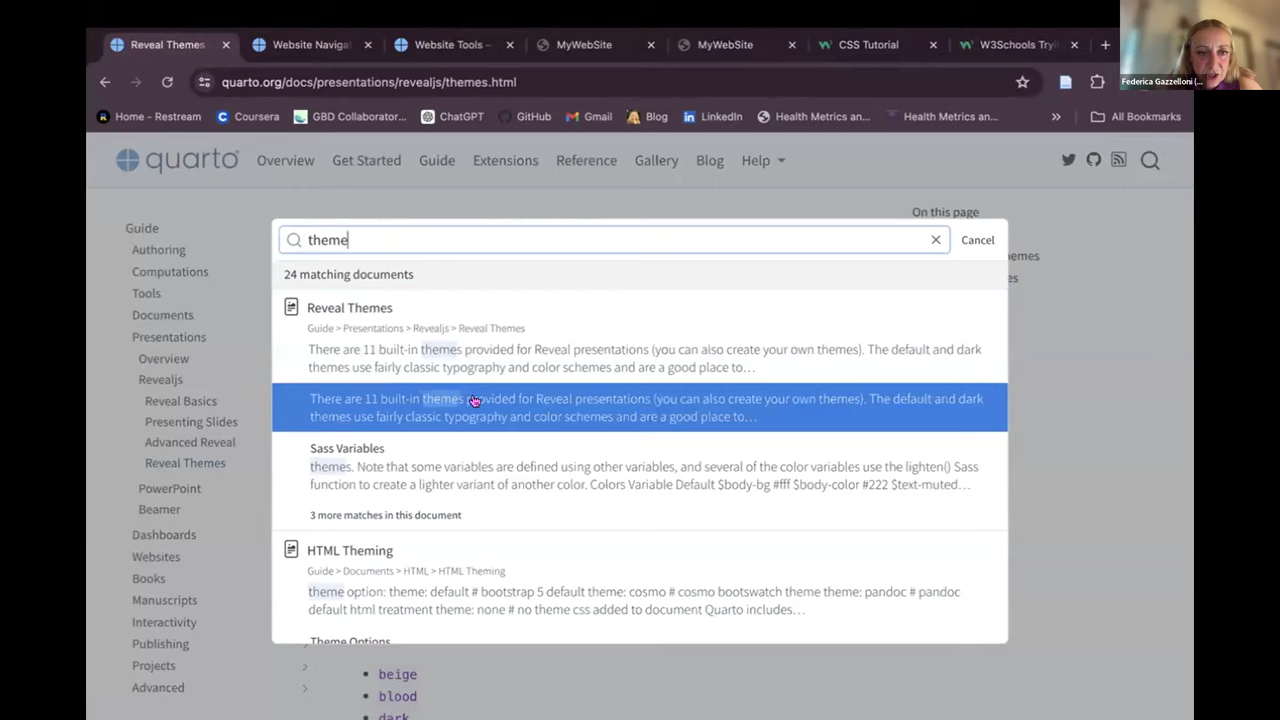 Reveal Themes
Website Naviga
Website Tools –
MyWebSite
MyWebSite
CSS Tutorial
W3Schools Tryi
quarto.org/docs/presentations/revealjs/themes.html
Federica Gazzelloni (...
Home - Restream
Coursera
GBD Collaborator...
ChatGPT
GitHub
Gmail
Blog
LinkedIn
Health Metrics an...
Health Metrics an...
»
All Bookmarks
quarto
Overview
Get Started
Guide
Extensions
Reference
Gallery
Blog
Help
On this page
emes
es
Guide
Authoring
Computations
Tools
Documents
Presentations
Overview
Revealjs
Reveal Basics
Presenting Slides
Advanced Reveal
Reveal Themes
PowerPoint
Beamer
Dashboards
Websites
Books
Manuscripts
Interactivity
Publishing
Projects
Advanced
theme
Cancel
24 matching documents
Reveal Themes
Guide > Presentations > Revealjs > Reveal Themes
There are 11 built-in themes provided for Reveal presentations (you can also create your own themes). The default and dark
themes use fairly classic typography and color schemes and are a good place to…
There are 11 built-in themes provided for Reveal presentations (you can also create your own themes). The default and dark
themes use fairly classic typography and color schemes and are a good place to…
Sass Variables
themes. Note that some variables are defined using other variables, and several of the color variables use the lighten() Sass
function to create a lighter variant of another color. Colors Variable Default $body-bg #fff $body-color #222 $text-muted…
3 more matches in this document
HTML Theming
Guide > Documents > HTML > HTML Theming
theme option: theme: default # bootstrap 5 default theme: cosmo # cosmo bootswatch theme theme: pandoc # pandoc
default html treatment theme: none # no theme css added to document Quarto includes…
Theme Options
• beige
• blood
• dark